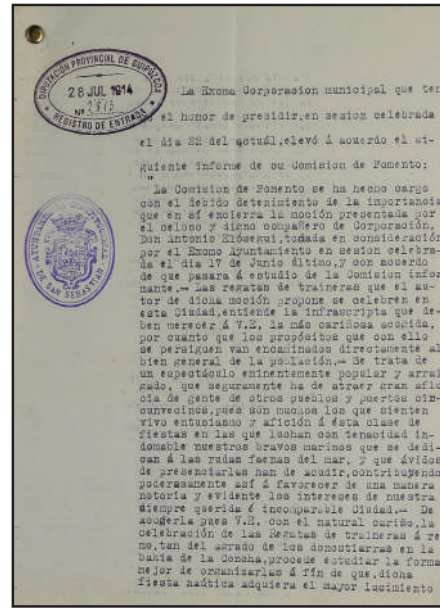 DIPUTACIÓN PROVINCIAL DE GUIPÚZCOA
28 JUL 1914
Nº
REGISTRO DE ENTRADA
AYUNTAMIENTO CONSTITUCIONAL
DE SAN SEBASTIAN
La Excma Corporacion municipal que ten
el honor de presidir,en sesion celebrada
el dia 22 del actuál,elevó á acuerdo el si-
guiente informe de su Comision de Fomento:
"
La Comision de Fomento se ha hecho cargo
con el debido detenimiento de la importancia
que en sí encierra la moción presentada por
el celoso y digno compañero de Corporación,
Don Antonio Elósegui,tomada en consideración
por el Excmo Ayuntamiento en sesion celebra-
da el dia 17 de Junio último,y con acuerdo
de que pasara á estudio de la Comision infor
mante.— Las regatas de traineras que el au-
tor de dicha moción propone se celebren en
esta Ciudad,entiende la infrascripta que de-
ben merecer á V.E, la más cariñosa acogida,
por cuanto que los propósitos que con ello
se persiguen van encaminados directamente al
bien general de la población.— Se trata de
un espectáculo eminentemente popular y arrai
gado, que seguramente ha de atraer gran aflu
cia de gente de otros pueblos y puertos cir-
cunvecinos,pues son muchos los que sienten
vivo entusiasmo y afición á ésta clase de
fiestas en las que luchan con tenacidad in-
domable nuestros bravos marinos que se dedi-
can á las rudas faenas del mar, y que ávidos
de presenciarlas han de acudir,contribuyendo
poderosamente así á favorecer de una manera
notoria y evidente los intereses de nuestra
siempre querida é incomparable Ciudad.— De
acogerla pues V.E. con el natural cariño,la
celebración de las Regatas de traineras á re
mo,tan del agrado de los donostiarras en la
bahia de la Concha,procede estudiar la forma
mejor de organizarlas á fin de que,dicha
fiesta naútica adquiera el mayor lucimiento